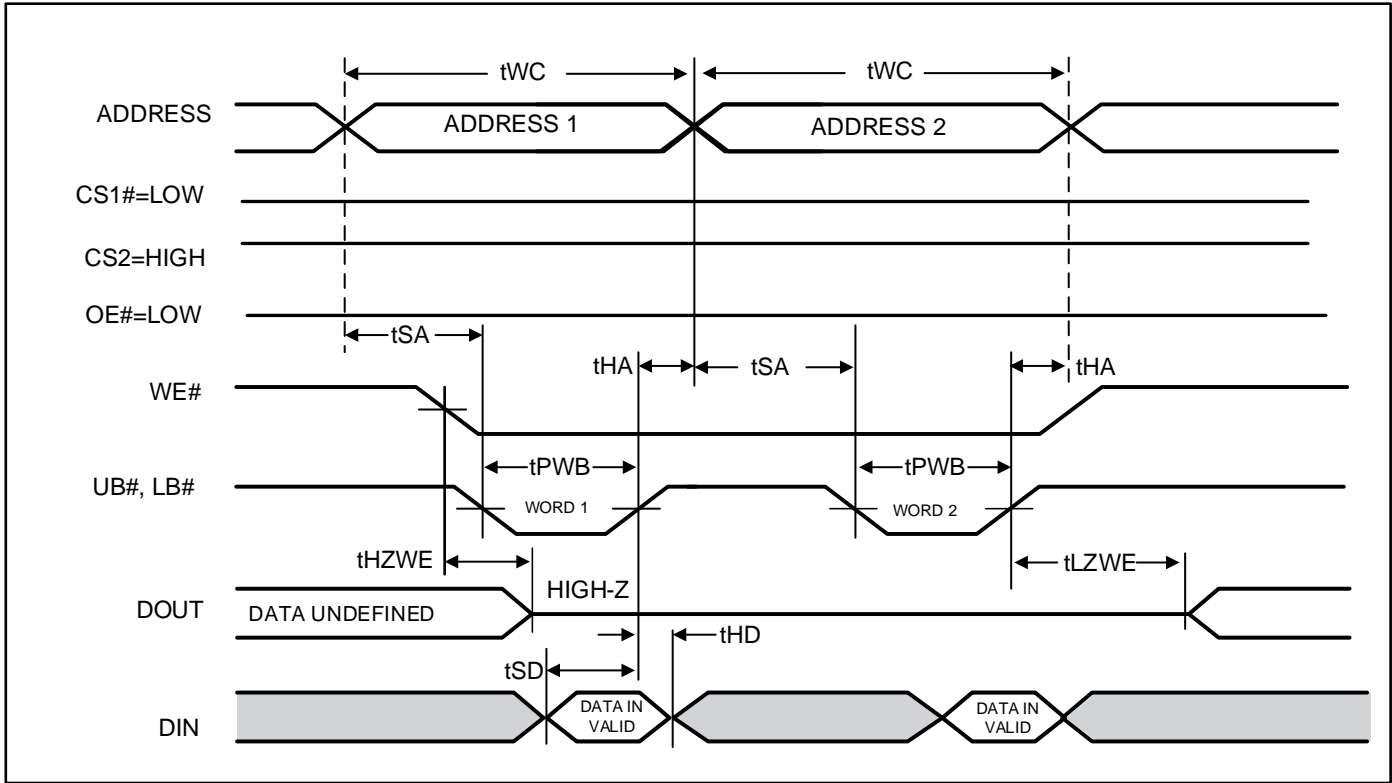 tWC tWC
ADDRESS ADDRESS 1 ADDRESS 2
CS1#=LOW
CS2=HIGH
OE#=LOW
tSA
tHA tSA tHA
WE#
tPWB tPWB
UB#, LB# WORD 1 WORD 2
tHZWE tLZWE
HIGH-Z
DOUT DATA UNDEFINED
tHD
tSD
DATA IN DATA IN
DIN VALID VALID